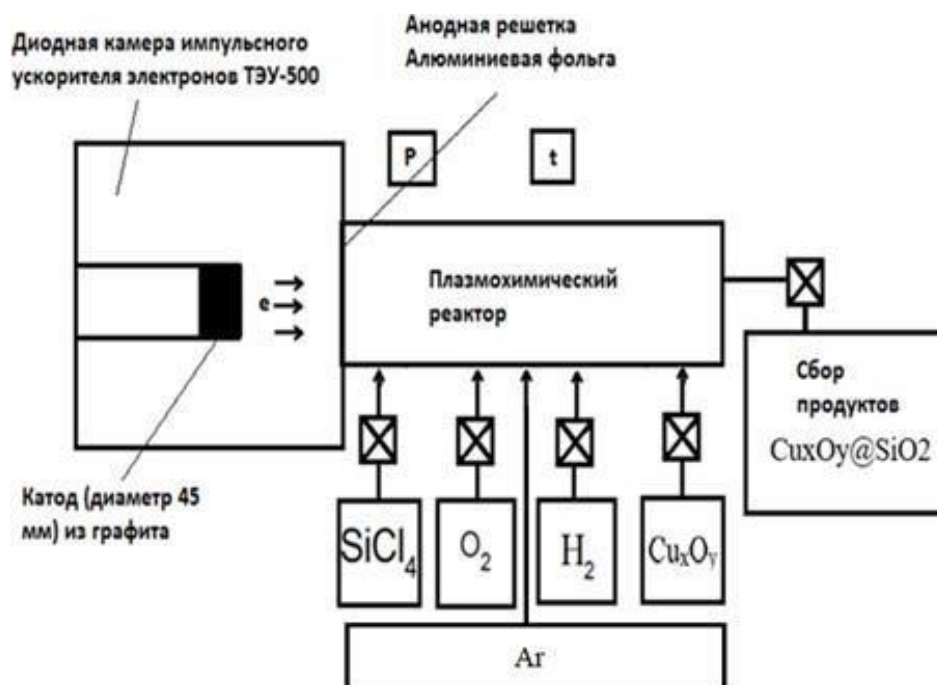 Диодная камера импульсного
ускорителя электронов ТЭУ-500
Анодная решетка
Алюминиевая фольга
P
t
e
Плазмохимический
реактор
Сбор
продуктов
CuxOy@SiO2
Катод (диаметр 45
мм) из графита
SiCl₄
O₂
H₂
CuₓOᵧ
Ar